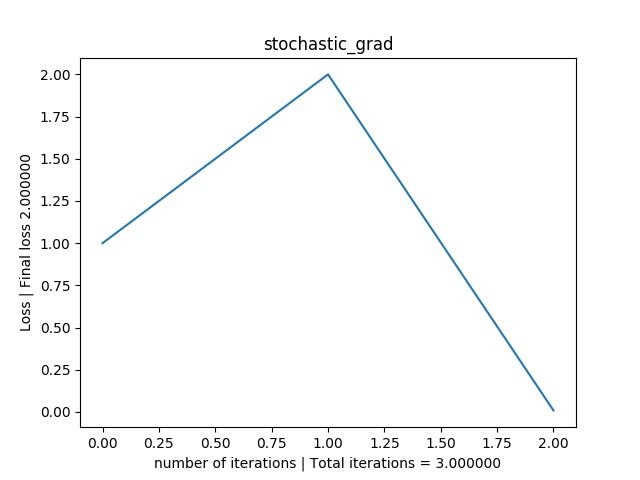 stochastic_grad
Loss | Final loss 2.000000
2.00
1.75
1.50
1.25
1.00
0.75
0.50
0.25
0.00
0.00 0.25 0.50 0.75 1.00 1.25 1.50 1.75 2.00
number of iterations | Total iterations = 3.000000